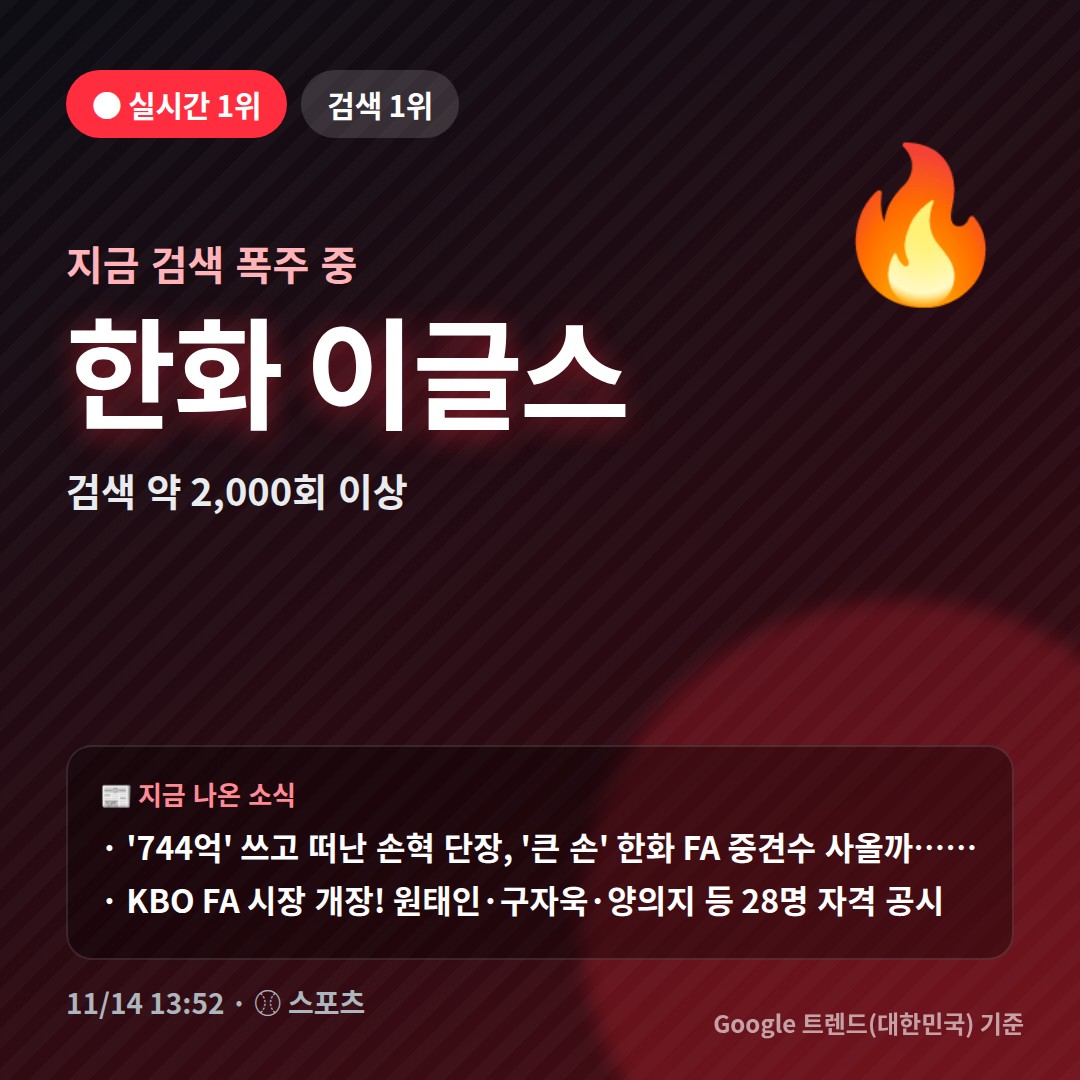 실시간 1위
검색 1위
지금 검색 폭주 중
한화 이글스
검색 약 2,000회 이상
지금 나온 소식
· '744억' 쓰고 떠난 손혁 단장, '큰 손' 한화 FA 중견수 사올까……
· KBO FA 시장 개장! 원태인·구자욱·양의지 등 28명 자격 공시
11/14 13:52 · ⚾ 스포츠
Google 트렌드(대한민국) 기준